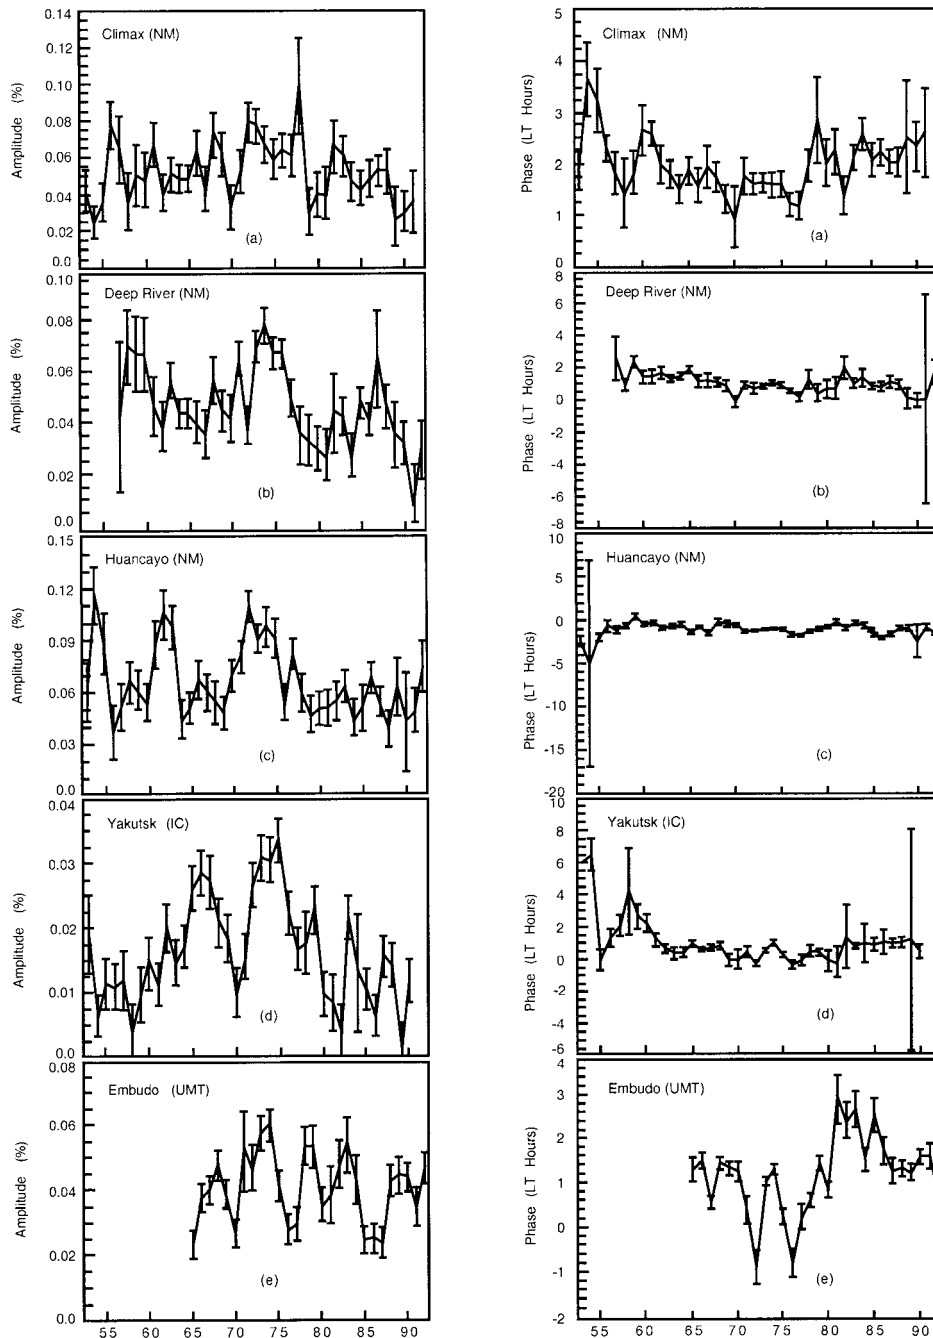 0.14
0.12
0.10
0.08
0.06
0.04
0.02
0.0
Amplitude (%)
Climax (NM)
(a)
5
4
3
2
1
0
Phase (LT Hours)
Climax (NM)
(a)
0.10
0.08
0.06
0.04
0.02
0.0
Amplitude (%)
Deep River (NM)
(b)
8
6
4
2
0
-2
-4
-6
-8
Phase (LT Hours)
Deep River (NM)
(b)
0.15
0.12
0.09
0.06
0.03
0.0
Amplitude (%)
Huancayo (NM)
(c)
10
5
0
-5
-10
-15
-20
Phase (LT Hours)
Huancayo (NM)
(c)
0.04
0.03
0.02
0.01
0.0
Amplitude (%)
Yakutsk (IC)
(d)
10
8
6
4
2
0
-2
-4
-6
Phase (LT Hours)
Yakutsk (IC)
(d)
0.08
0.06
0.04
0.02
0.0
Amplitude (%)
Embudo (UMT)
(e)
55 60 65 70 75 80 85 90
4
3
2
1
0
-1
-2
Phase (LT Hours)
Embudo (UMT)
(e)
55 60 65 70 75 80 85 90